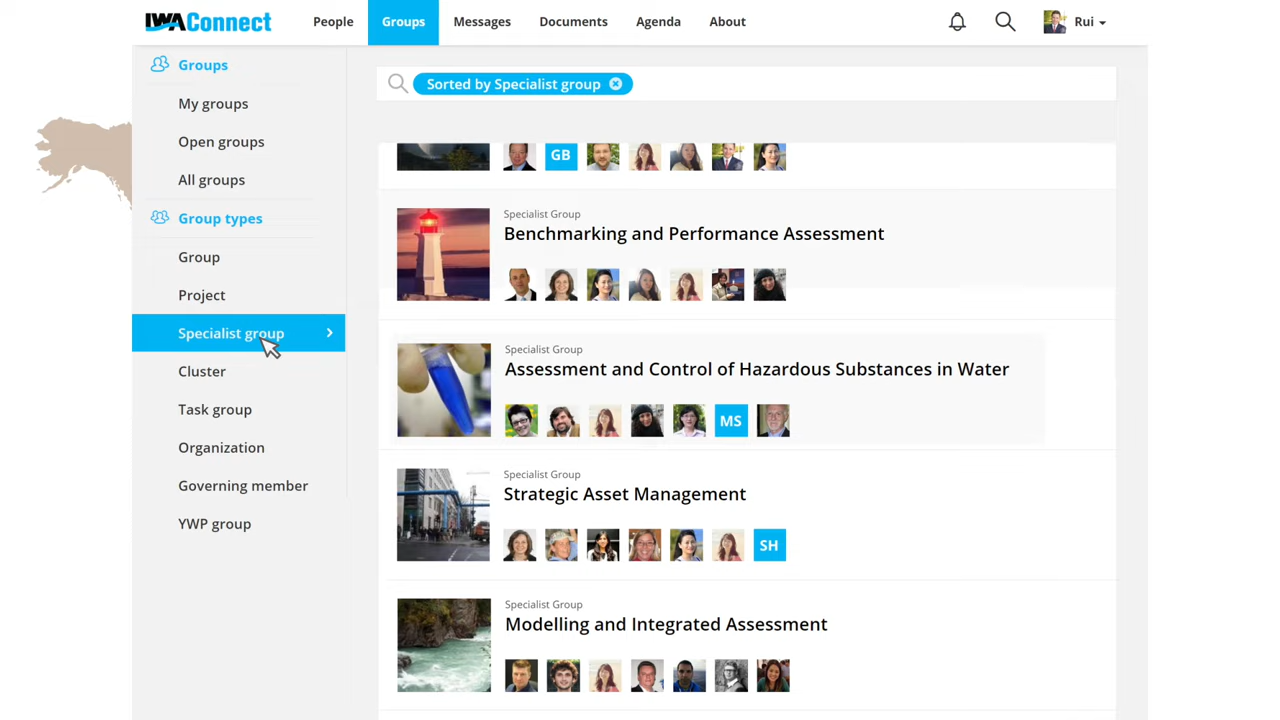 IWAConnect
People
Groups
Messages
Documents
Agenda
About
Rui
Groups
My groups
Open groups
All groups
Group types
Group
Project
Specialist group
Cluster
Task group
Organization
Governing member
YWP group
Sorted by Specialist group
GB
Specialist Group
Benchmarking and Performance Assessment
Specialist Group
Assessment and Control of Hazardous Substances in Water
MS
Specialist Group
Strategic Asset Management
SH
Specialist Group
Modelling and Integrated Assessment